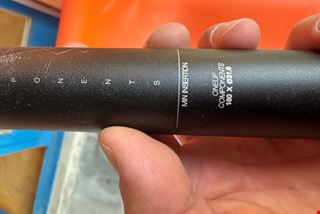 PONENTS
MIN INSERTION
ONEUP
COMPONENTS
180 X Ø31.6